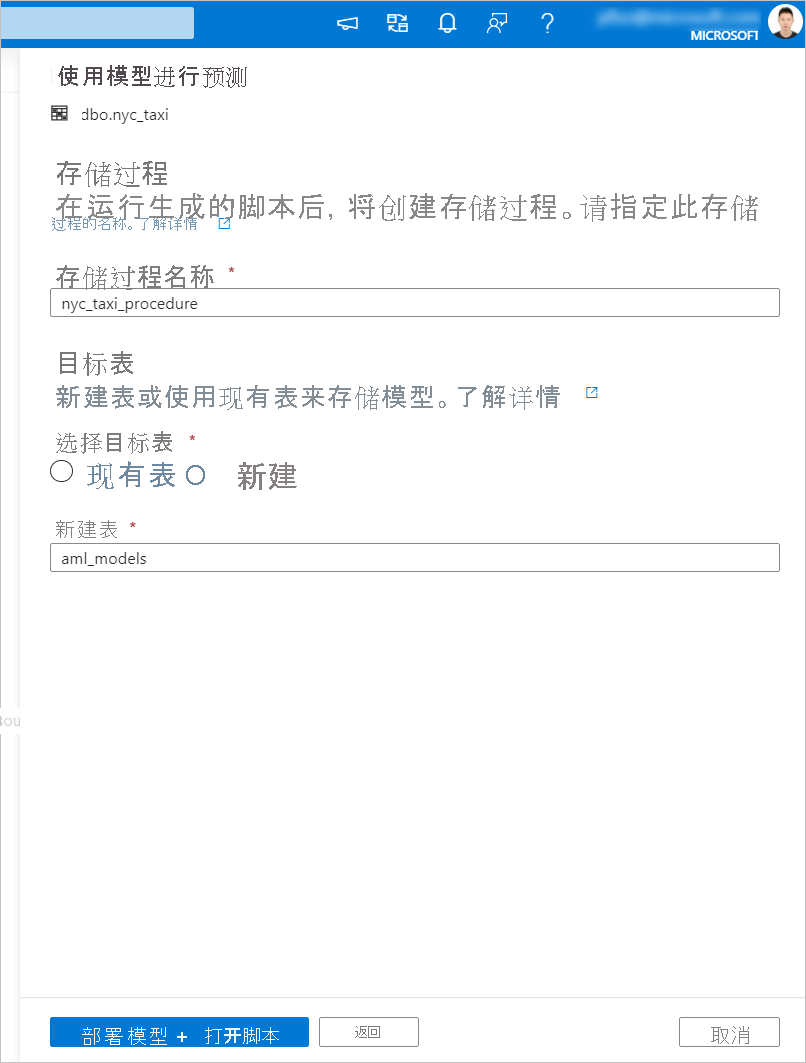 MICROSOFT
使用模型进行预测
dbo.nyc_taxi
存储过程
在运行生成的脚本后, 将创建存储过程。请指定此存储
过程的名称。了解详情
存储过程名称 *
nyc_taxi_procedure
目标表
新建表或使用现有表来存储模型。了解详情
选择目标表 *
现有表 新建
新建表 *
aml_models
部署模型 + 打开脚本
返回
取消